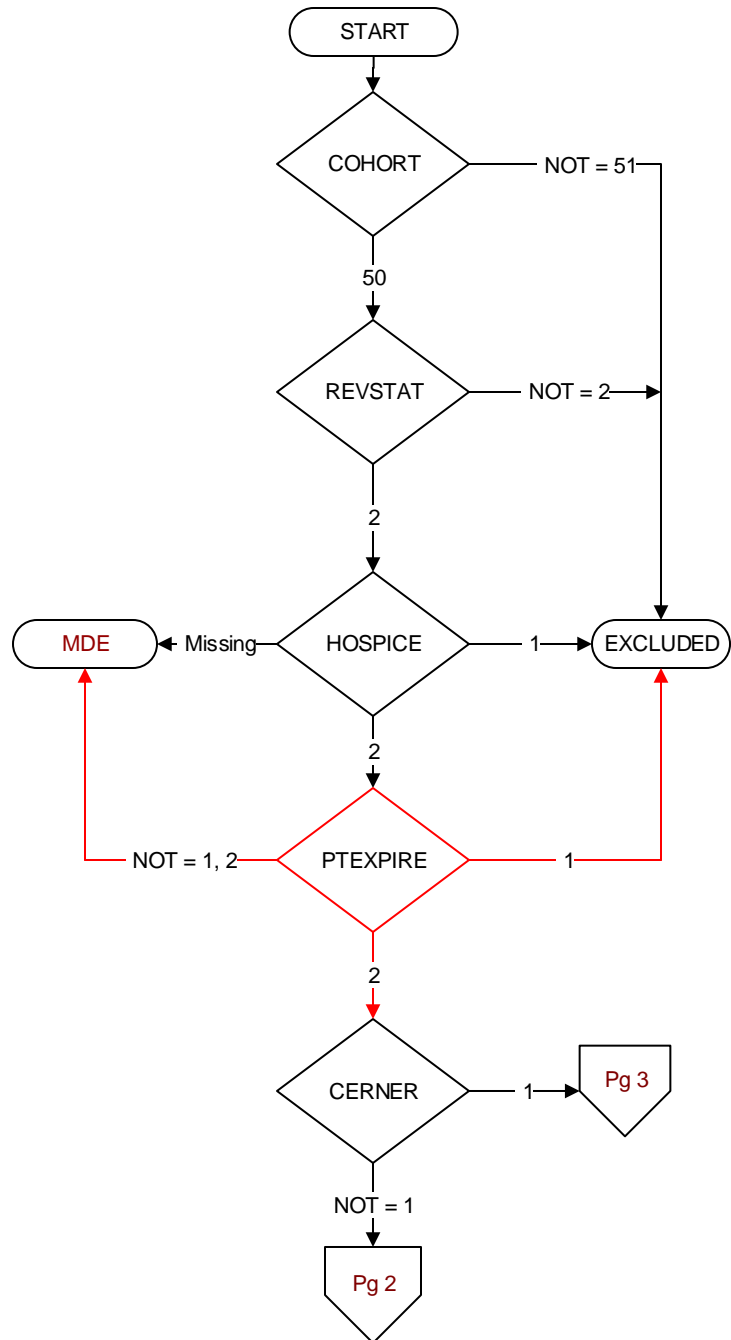 START
COHORT
NOT = 51
50
REVSTAT
NOT = 2
2
MDE
Missing
HOSPICE
1
EXCLUDED
2
NOT = 1, 2
PTEXPIRE
1
2
CERNER
1
Pg 3
NOT = 1
Pg 2